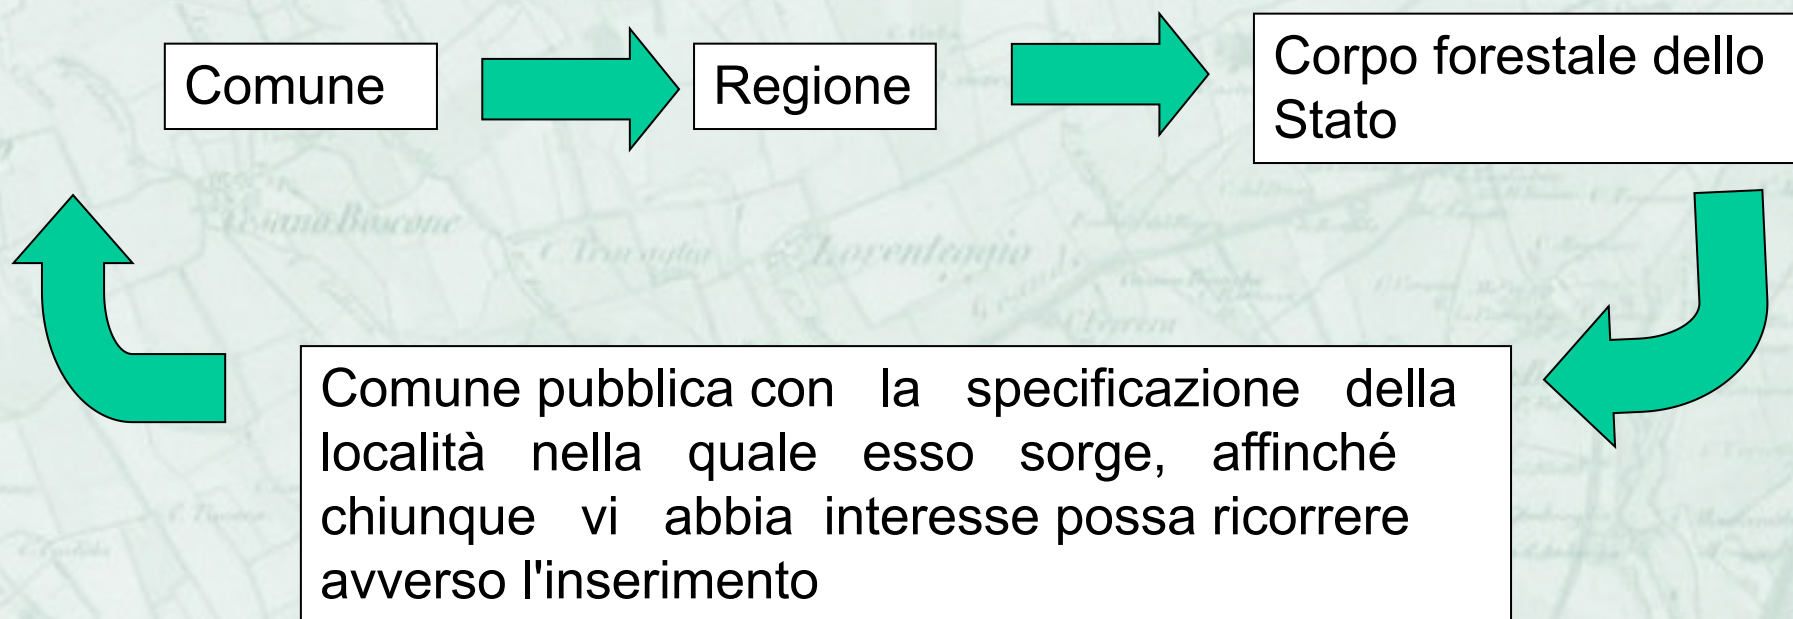 Comune
Regione
Corpo forestale dello
Stato
Lorenteggio
Comune pubblica con la specificazione della
località nella quale esso sorge, affinché
chiunque vi abbia interesse possa ricorrere
avverso l'inserimento